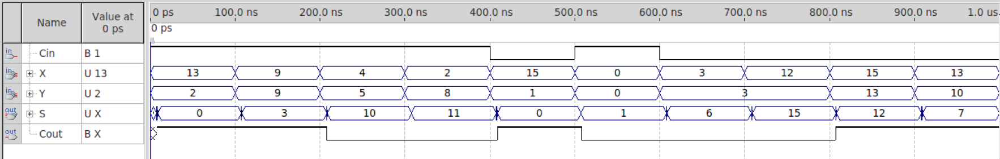 Name Value at 0 ps
0 ps 100.0 ns 200.0 ns 300.0 ns 400.0 ns 500.0 ns 600.0 ns 700.0 ns 800.0 ns 900.0 ns 1.0 us.
0 ps
in Cin B 1
in X U 13 13 9 4 2 15 0 3 12 15 13
in Y U 2 2 9 5 8 1 0 3 13 10
out S U X 0 3 10 11 0 1 6 15 12 7
out Cout B X